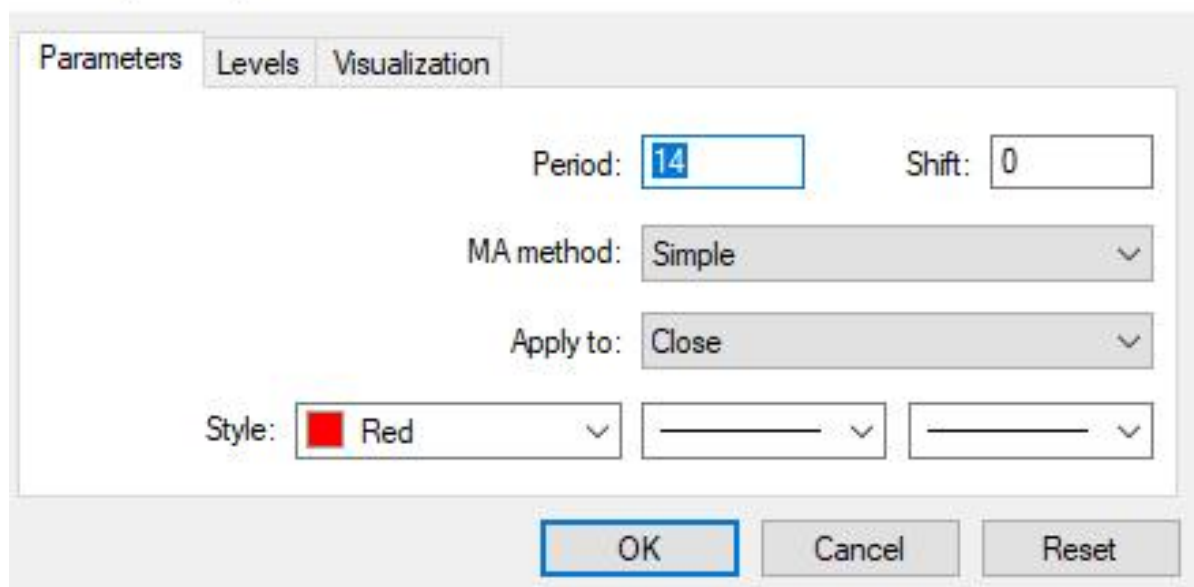 Parameters Levels Visualization
Period: 14 Shift: 0
MA method: Simple
Apply to: Close
Style: Red
OK Cancel Reset